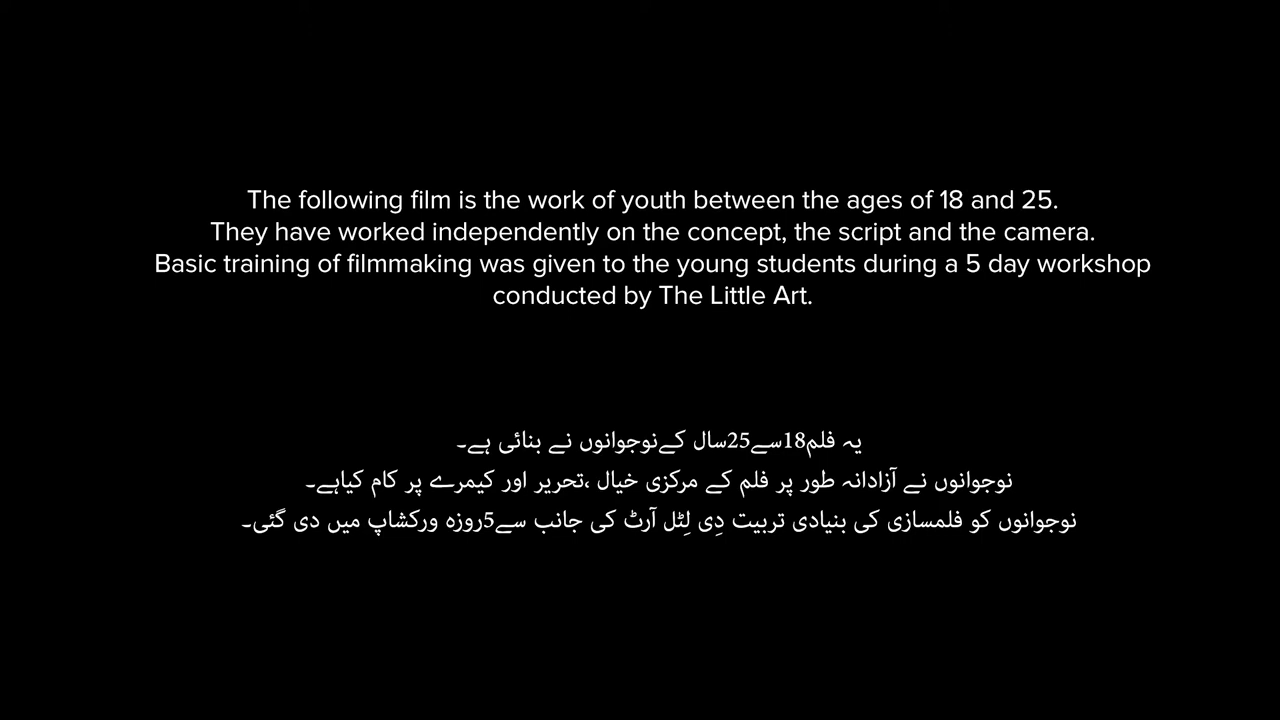 The following film is the work of youth between the ages of 18 and 25.
They have worked independently on the concept, the script and the camera.
Basic training of filmmaking was given to the young students during a 5 day workshop
conducted by The Little Art.
یہ فلم18سے25سال کےنوجوانوں نے بنائی ہے۔
نوجوانوں نے آزادانہ طور پر فلم کے مرکزی خیال ،تحریر اور کیمرے پر کام کیاہے۔
نوجوانوں کو فلمسازی کی بنیادی تربیت دِی لِٹل آرٹ کی جانب سے5روزہ ورکشاپ میں دی گئی۔